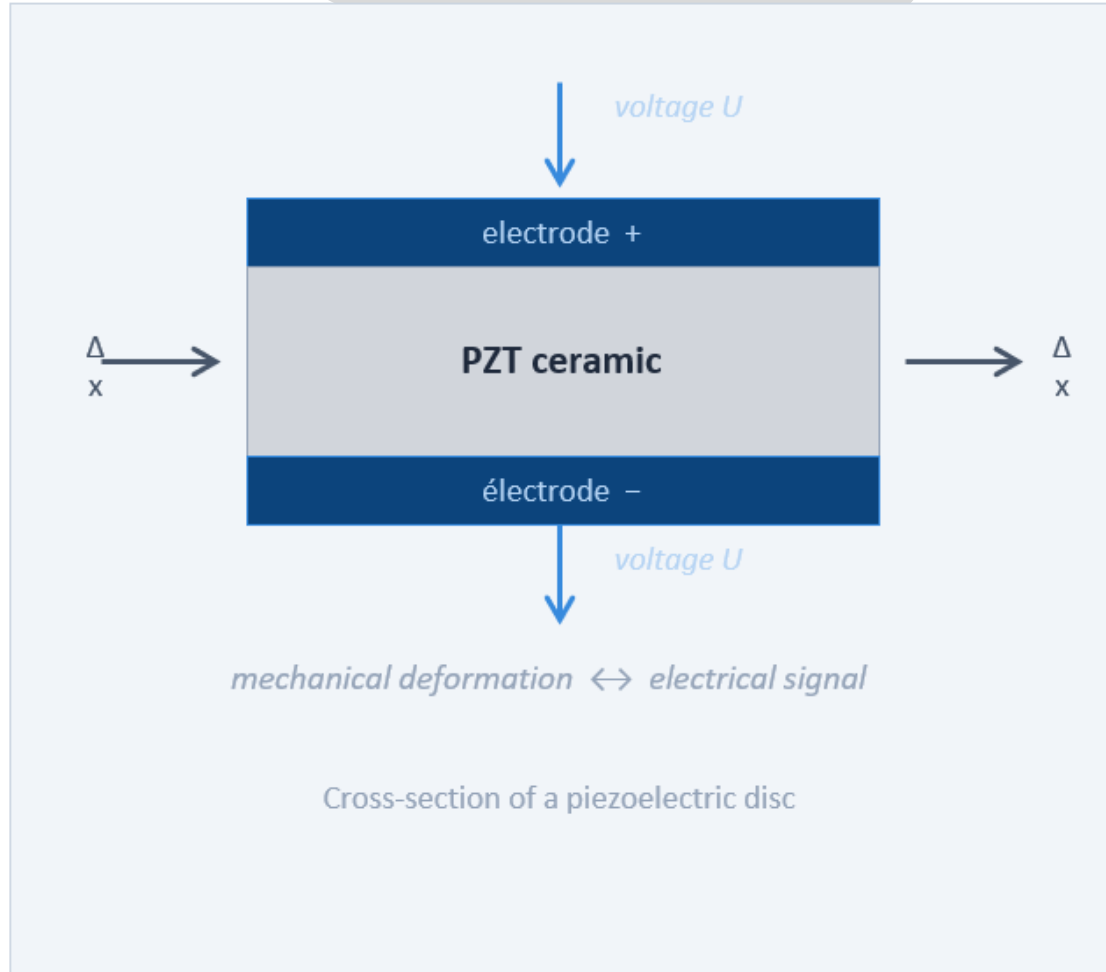 voltage U
electrode +
Δ
x
PZT ceramic
Δ
x
électrode −
voltage U
mechanical deformation ↔ electrical signal
Cross-section of a piezoelectric disc